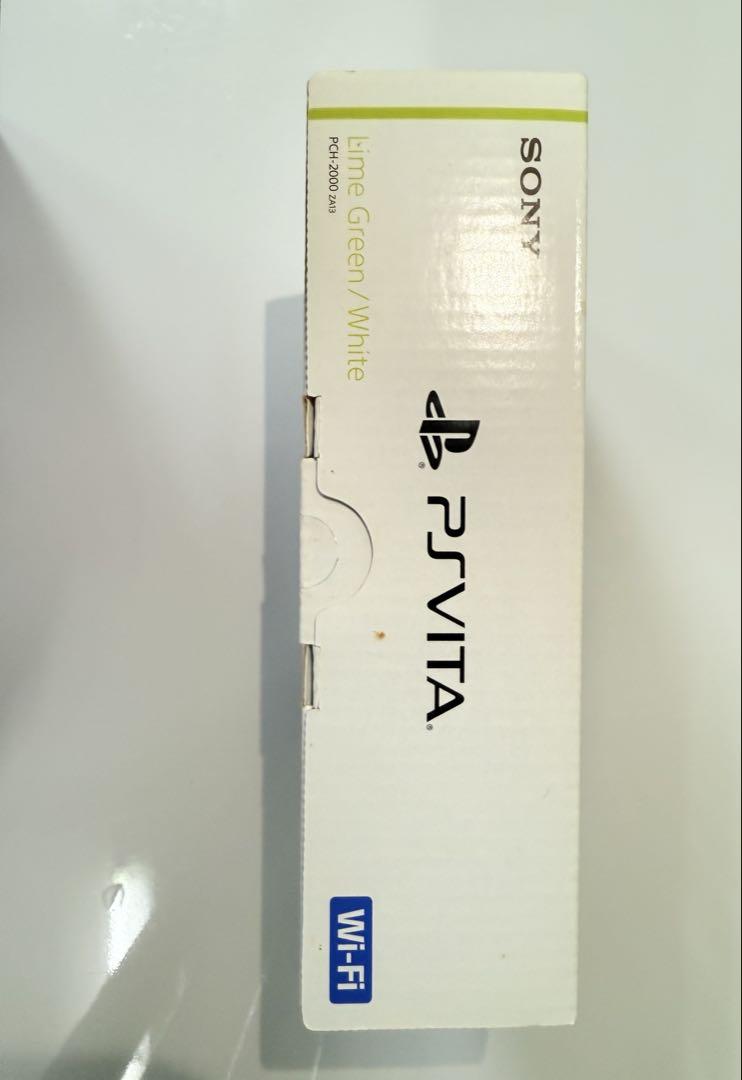 SONY
PSVITA
Lime Green / White
PCH-2000 ZA13
Wi-Fi